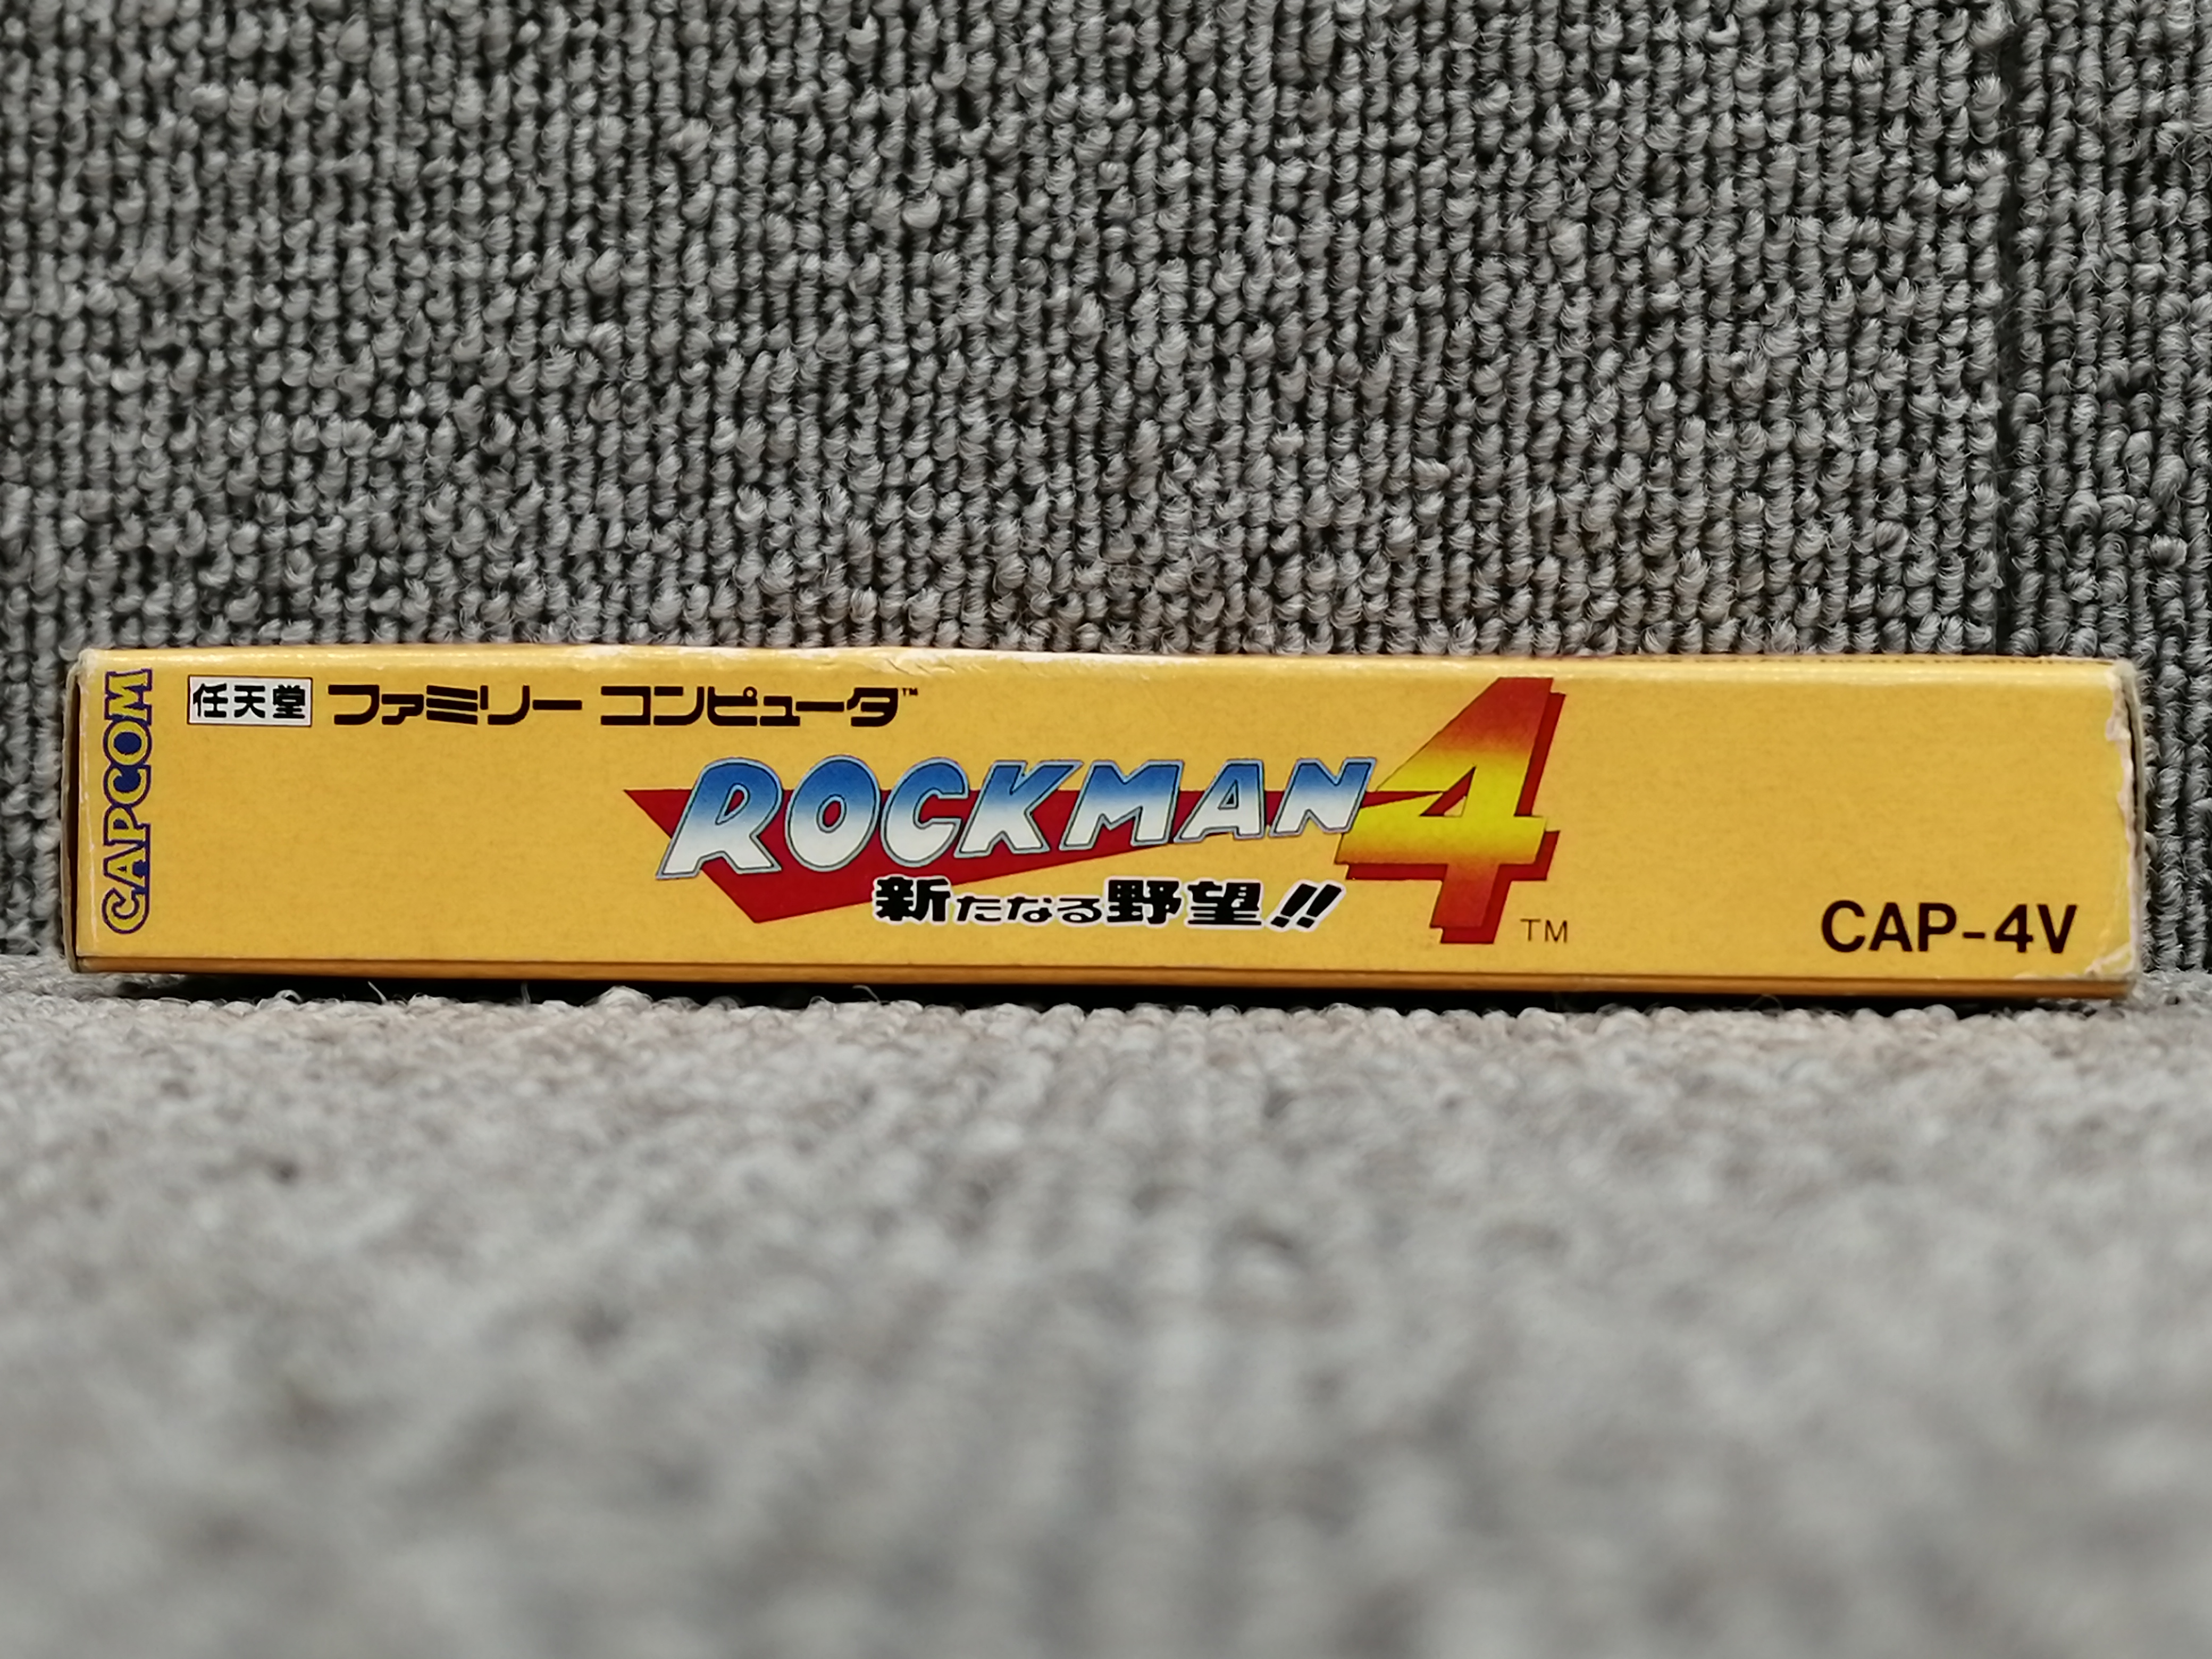 CAPCOM
任天堂 ファミリー コンピュータ™
ROCKMAN 4
新たなる野望!! TM
CAP-4V